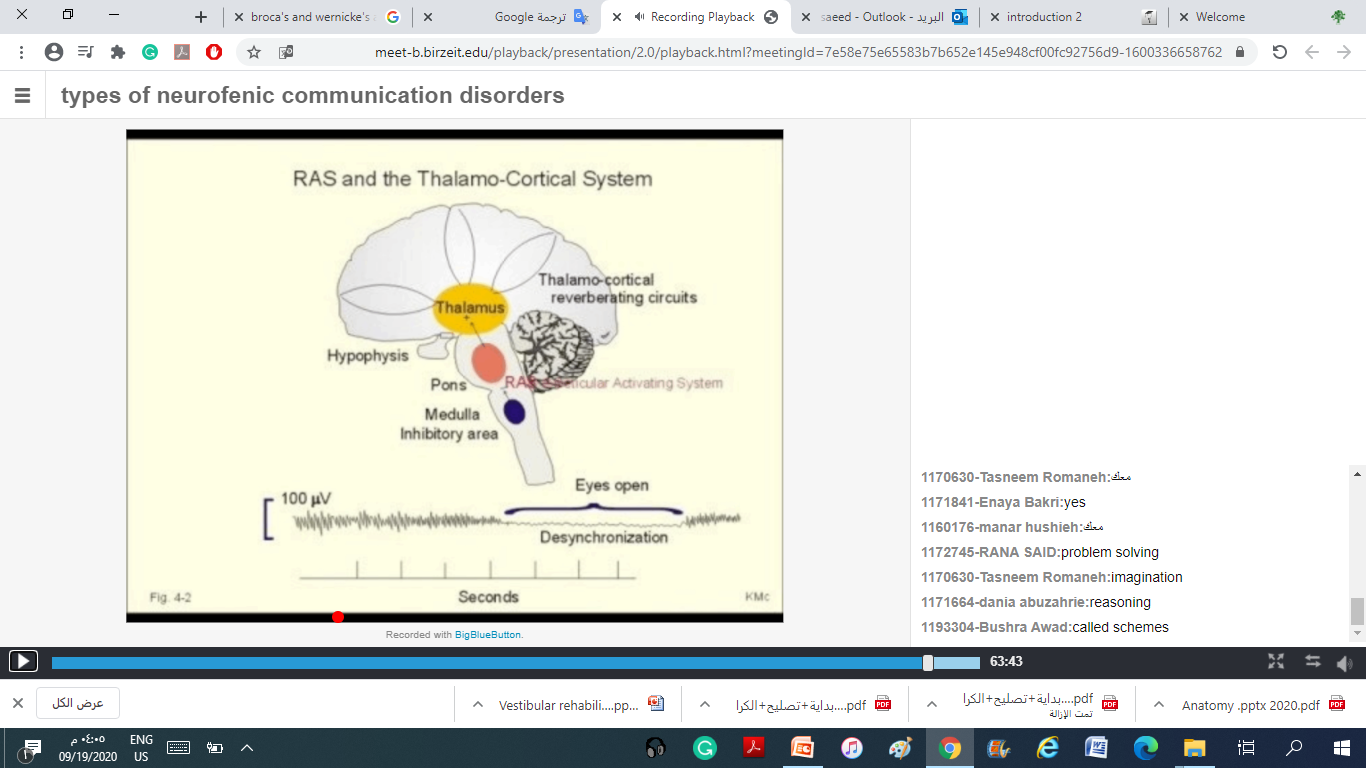 broca's and wernicke's
Google ترجمة
Recording Playback
البريد - saeed - Outlook
introduction 2
Welcome
meet-b.birzeit.edu/playback/presentation/2.0/playback.html?meetingId=7e58e75e65583b7b652e145e948cf00fc92756d9-1600336658762
types of neurofenic communication disorders
RAS and the Thalamo-Cortical System
Thalamo-cortical
reverberating circuits
Thalamus
Hypophysis
Pons
RAS Reticular Activating System
Medulla
Inhibitory area
Eyes open
100 µV
Desynchronization
Seconds
Fig. 4-2
KMc
Recorded with BigBlueButton.
1170630-Tasneem Romaneh:معك
1171841-Enaya Bakri:yes
1160176-manar hushieh:معك
1172745-RANA SAID:problem solving
1170630-Tasneem Romaneh:imagination
1171664-dania abuzahrie:reasoning
1193304-Bushra Awad:called schemes
63:43
عرض الكل
Vestibular rehabili....pp...
بداية+تصليح+الكرا....pdf
بداية+تصليح+الكرا....pdf
تمت الإزالة
Anatomy .pptx 2020.pdf
ENG
US
٠٤:٠٥ م
09/19/2020
1